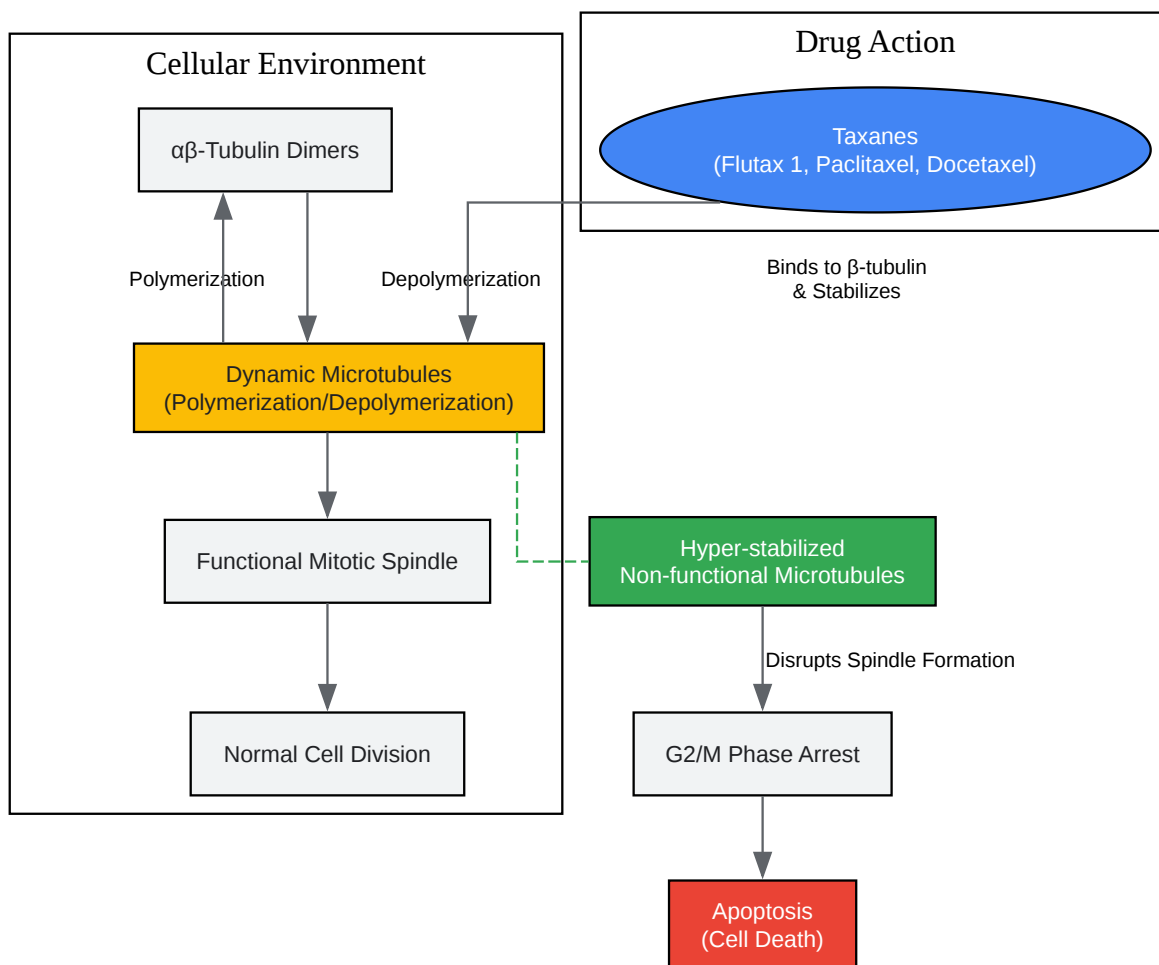 Drug Action
Cellular Environment
αβ-Tubulin Dimers
Taxanes
(Flutax 1, Paclitaxel, Docetaxel)
Polymerization
Depolymerization
Binds to β-tubulin
& Stabilizes
Dynamic Microtubules
(Polymerization/Depolymerization)
Functional Mitotic Spindle
Hyper-stabilized
Non-functional Microtubules
Disrupts Spindle Formation
Normal Cell Division
G2/M Phase Arrest
Apoptosis
(Cell Death)